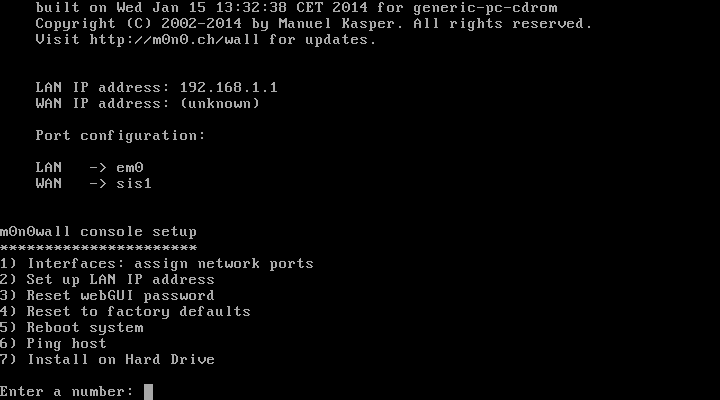 built on Wed Jan 15 13:32:38 CET 2014 for generic-pc-cdrom
Copyright (C) 2002-2014 by Manuel Kasper. All rights reserved.
Visit http://m0n0.ch/wall for updates.
LAN IP address: 192.168.1.1
WAN IP address: (unknown)
Port configuration:
LAN -> em0
WAN -> sis1
m0n0wall console setup
**********************
1) Interfaces: assign network ports
2) Set up LAN IP address
3) Reset webGUI password
4) Reset to factory defaults
5) Reboot system
6) Ping host
7) Install on Hard Drive
Enter a number: